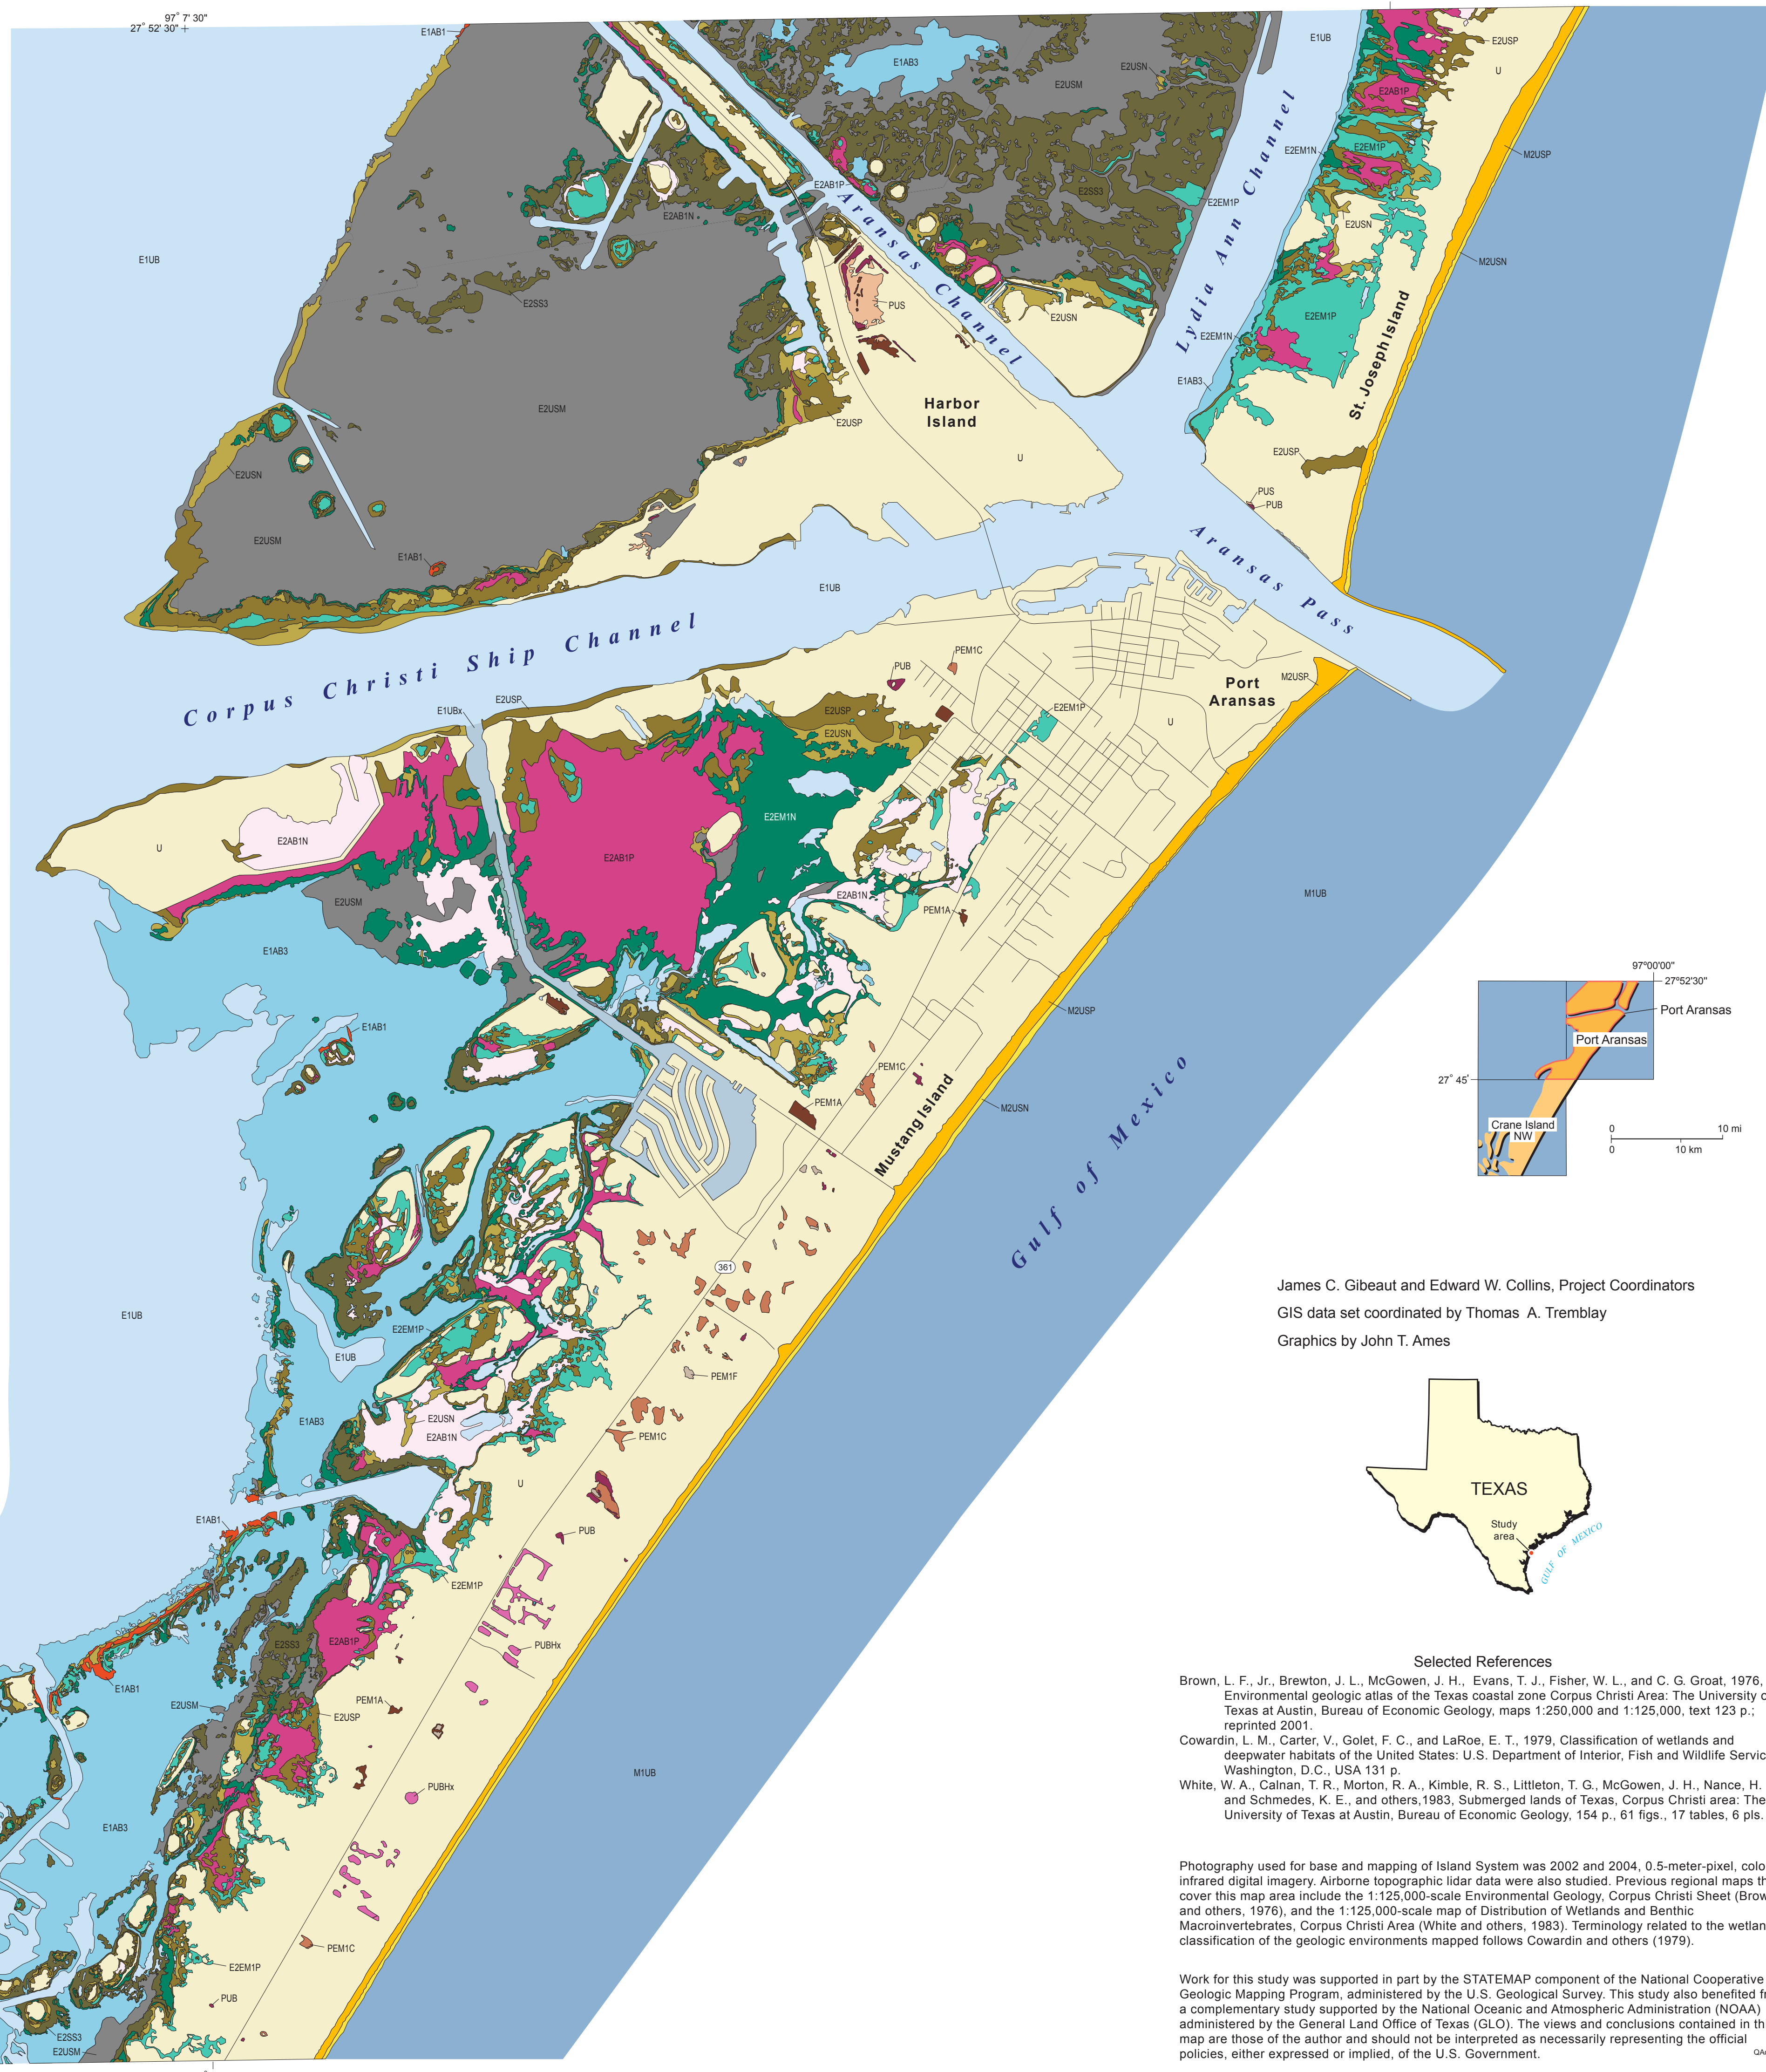 97° 7' 30"
27° 52' 30"
E1AB1
E1AB3
E2USM
E2USN
E1UB
E2USP
U
E2AB1P
M2USP
E2EM1N
E2EM1P
E2AB1P
E2SS3
E2EM1P
E2AB1N
E2USN
E1UB
M2USN
E2SS3
PUS
E2USN
E2EM1P
E2EM1N
Aransas Channel
Lydia Ann Channel
St. Joseph Island
E1AB3
E2USM
Harbor
Island
E2USP
U
E2USP
E2USN
PUS
PUB
E2USM
E1AB1
E1UB
Aransas Pass
Corpus Christi Ship Channel
PUB
PEM1C
Port
Aransas
M2USP
E1UBx
E2USP
E2USP
E2EM1P
U
E2USN
E2EM1N
U
E2AB1N
E2AB1P
E2AB1N
M1UB
E2USM
PEM1A
E1AB3
M2USP
E1AB1
PEM1C
PEM1A
M2USN
Mustang Island
Gulf of Mexico
97°00'00"
27°52'30"
Port Aransas
Port Aransas
27° 45'
Crane Island
NW
0 10 mi
0 10 km
361
E1UB
E2EM1P
E1UB
PEM1F
E1AB3
E2USN
E2AB1N
PEM1C
U
E1AB1
PUB
E2EM1P
E2SS3
E2AB1P
PUBHx
E1AB1
E2USM
PEM1A
E2USP
M1UB
PUBHx
E1AB3
PEM1C
E2EM1P
PUB
E2SS3
E2USM
James C. Gibeaut and Edward W. Collins, Project Coordinators
GIS data set coordinated by Thomas A. Tremblay
Graphics by John T. Ames
TEXAS
Study
area
GULF OF MEXICO
Selected References
Brown, L. F., Jr., Brewton, J. L., McGowen, J. H., Evans, T. J., Fisher, W. L., and C. G. Groat, 1976,
Environmental geologic atlas of the Texas coastal zone Corpus Christi Area: The University o
Texas at Austin, Bureau of Economic Geology, maps 1:250,000 and 1:125,000, text 123 p.;
reprinted 2001.
Cowardin, L. M., Carter, V., Golet, F. C., and LaRoe, E. T., 1979, Classification of wetlands and
deepwater habitats of the United States: U.S. Department of Interior, Fish and Wildlife Servic
Washington, D.C., USA 131 p.
White, W. A., Calnan, T. R., Morton, R. A., Kimble, R. S., Littleton, T. G., McGowen, J. H., Nance, H.
and Schmedes, K. E., and others,1983, Submerged lands of Texas, Corpus Christi area: The
University of Texas at Austin, Bureau of Economic Geology, 154 p., 61 figs., 17 tables, 6 pls.
Photography used for base and mapping of Island System was 2002 and 2004, 0.5-meter-pixel, colo
infrared digital imagery. Airborne topographic lidar data were also studied. Previous regional maps th
cover this map area include the 1:125,000-scale Environmental Geology, Corpus Christi Sheet (Brow
and others, 1976), and the 1:125,000-scale map of Distribution of Wetlands and Benthic
Macroinvertebrates, Corpus Christi Area (White and others, 1983). Terminology related to the wetlan
classification of the geologic environments mapped follows Cowardin and others (1979).
Work for this study was supported in part by the STATEMAP component of the National Cooperative
Geologic Mapping Program, administered by the U.S. Geological Survey. This study also benefited fr
a complementary study supported by the National Oceanic and Atmospheric Administration (NOAA)
administered by the General Land Office of Texas (GLO). The views and conclusions contained in th
map are those of the author and should not be interpreted as necessarily representing the official
policies, either expressed or implied, of the U.S. Government.